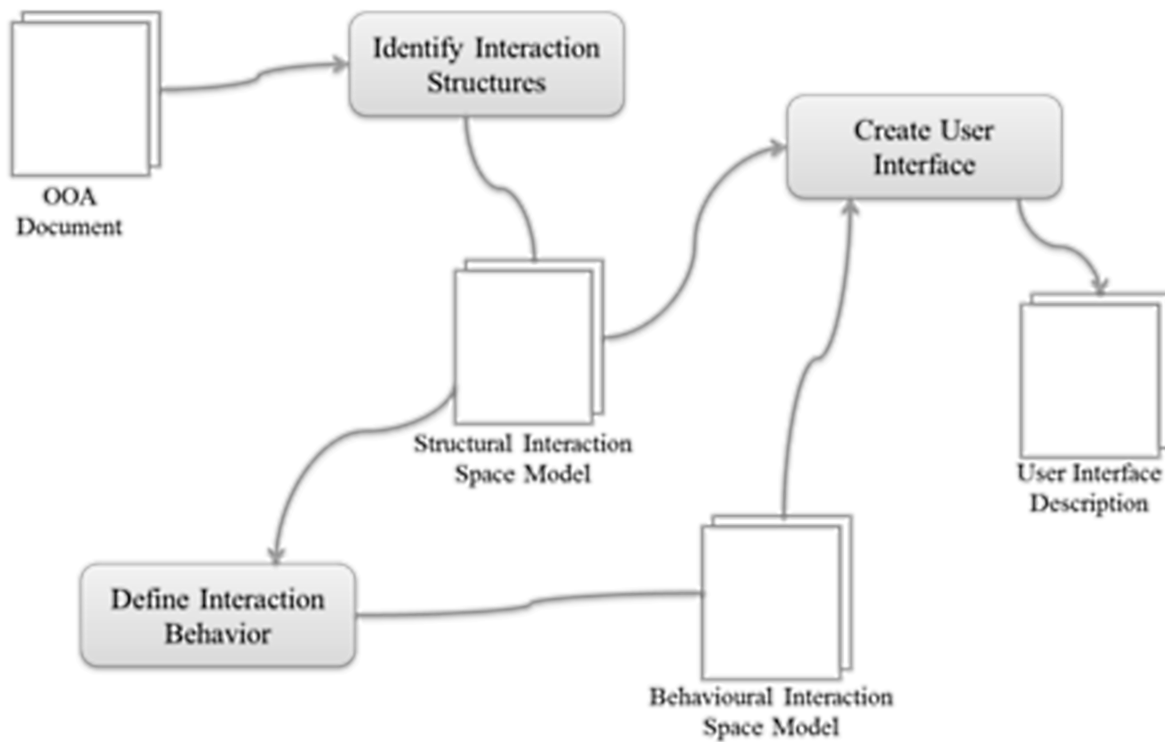 Identify Interaction
Structures
Create User
Interface
OOA
Document
Structural Interaction
Space Model
User Interface
Description
Define Interaction
Behavior
Behavioural Interaction
Space Model